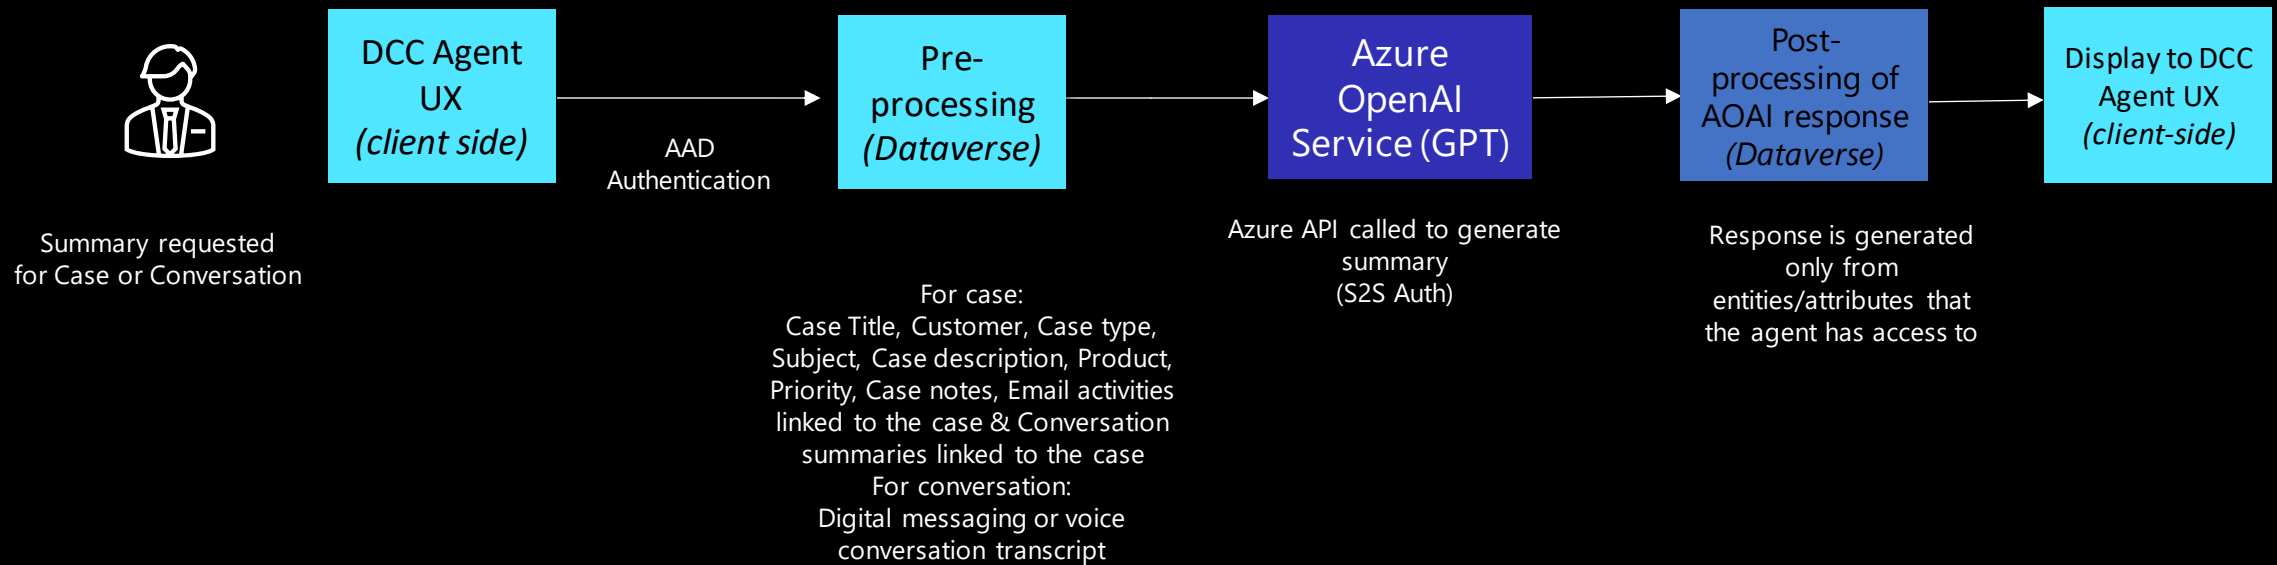 Summary requested
for Case or Conversation
DCC Agent
UX
(client side)
AAD
Authentication
Pre-
processing
(Dataverse)
For case:
Case Title, Customer, Case type,
Subject, Case description, Product,
Priority, Case notes, Email activities
linked to the case & Conversation
summaries linked to the case
For conversation:
Digital messaging or voice
conversation transcript
Azure
OpenAI
Service (GPT)
Azure API called to generate
summary
(S2S Auth)
Post-
processing of
AOAI response
(Dataverse)
Response is generated
only from
entities/attributes that
the agent has access to
Display to DCC
Agent UX
(client-side)